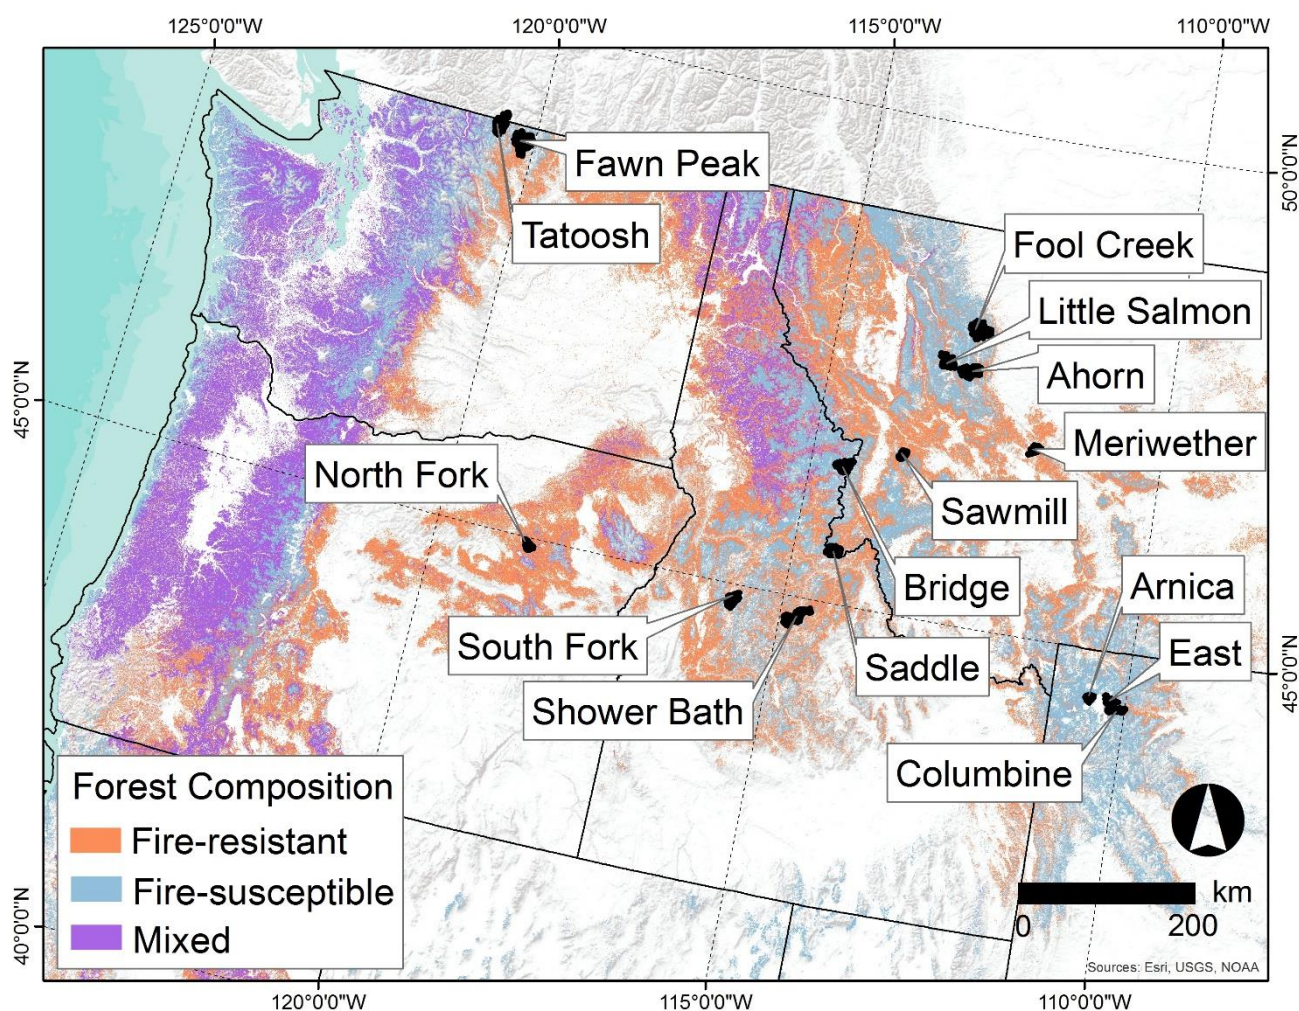 125°0'0"W
120°0'0"W
115°0'0"W
110°0'0"W
50°0'0"N
Fawn Peak
Tatoosh
Fool Creek
Little Salmon
Ahorn
45°0'0"N
Meriwether
North Fork
Sawmill
Bridge
Arnica
South Fork
East
Saddle
45°0'0"N
Shower Bath
Columbine
Forest Composition
Fire-resistant
Fire-susceptible
Mixed
km
0
200
40°0'0"N
Sources: Esri, USGS, NOAA
120°0'0"W
115°0'0"W
110°0'0"W